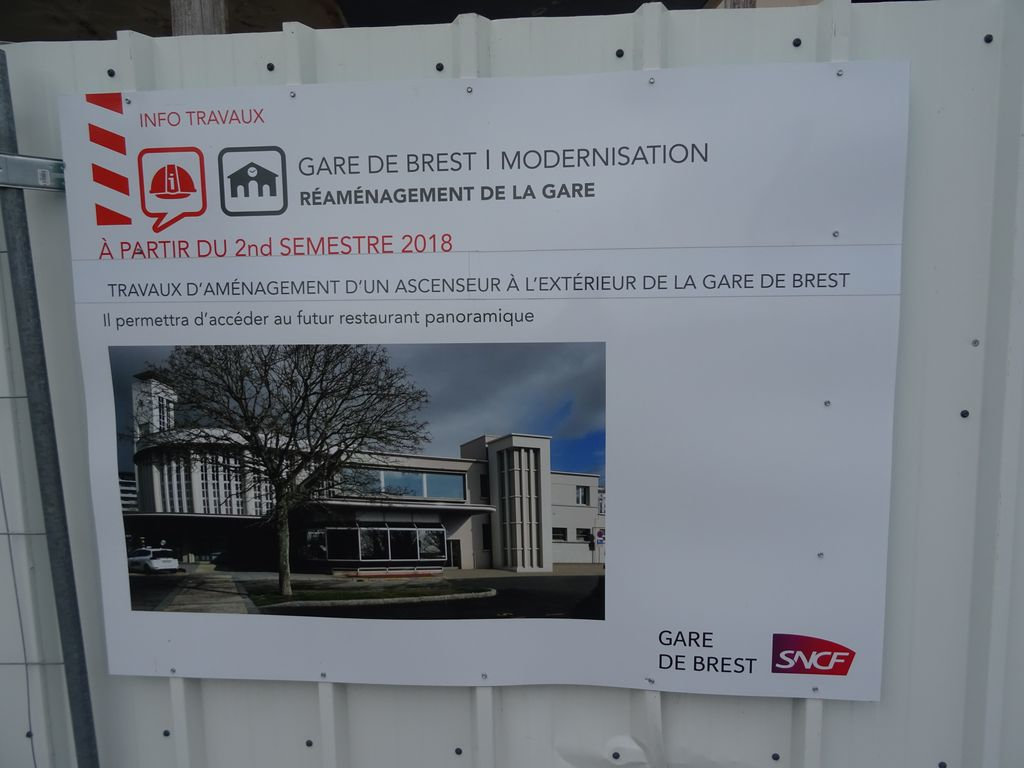 INFO TRAVAUX
GARE DE BREST | MODERNISATION
RÉAMÉNAGEMENT DE LA GARE
À PARTIR DU 2nd SEMESTRE 2018
TRAVAUX D'AMÉNAGEMENT D'UN ASCENSEUR À L'EXTÉRIEUR DE LA GARE DE BREST
Il permettra d'accéder au futur restaurant panoramique
GARE
DE BREST
SNCF